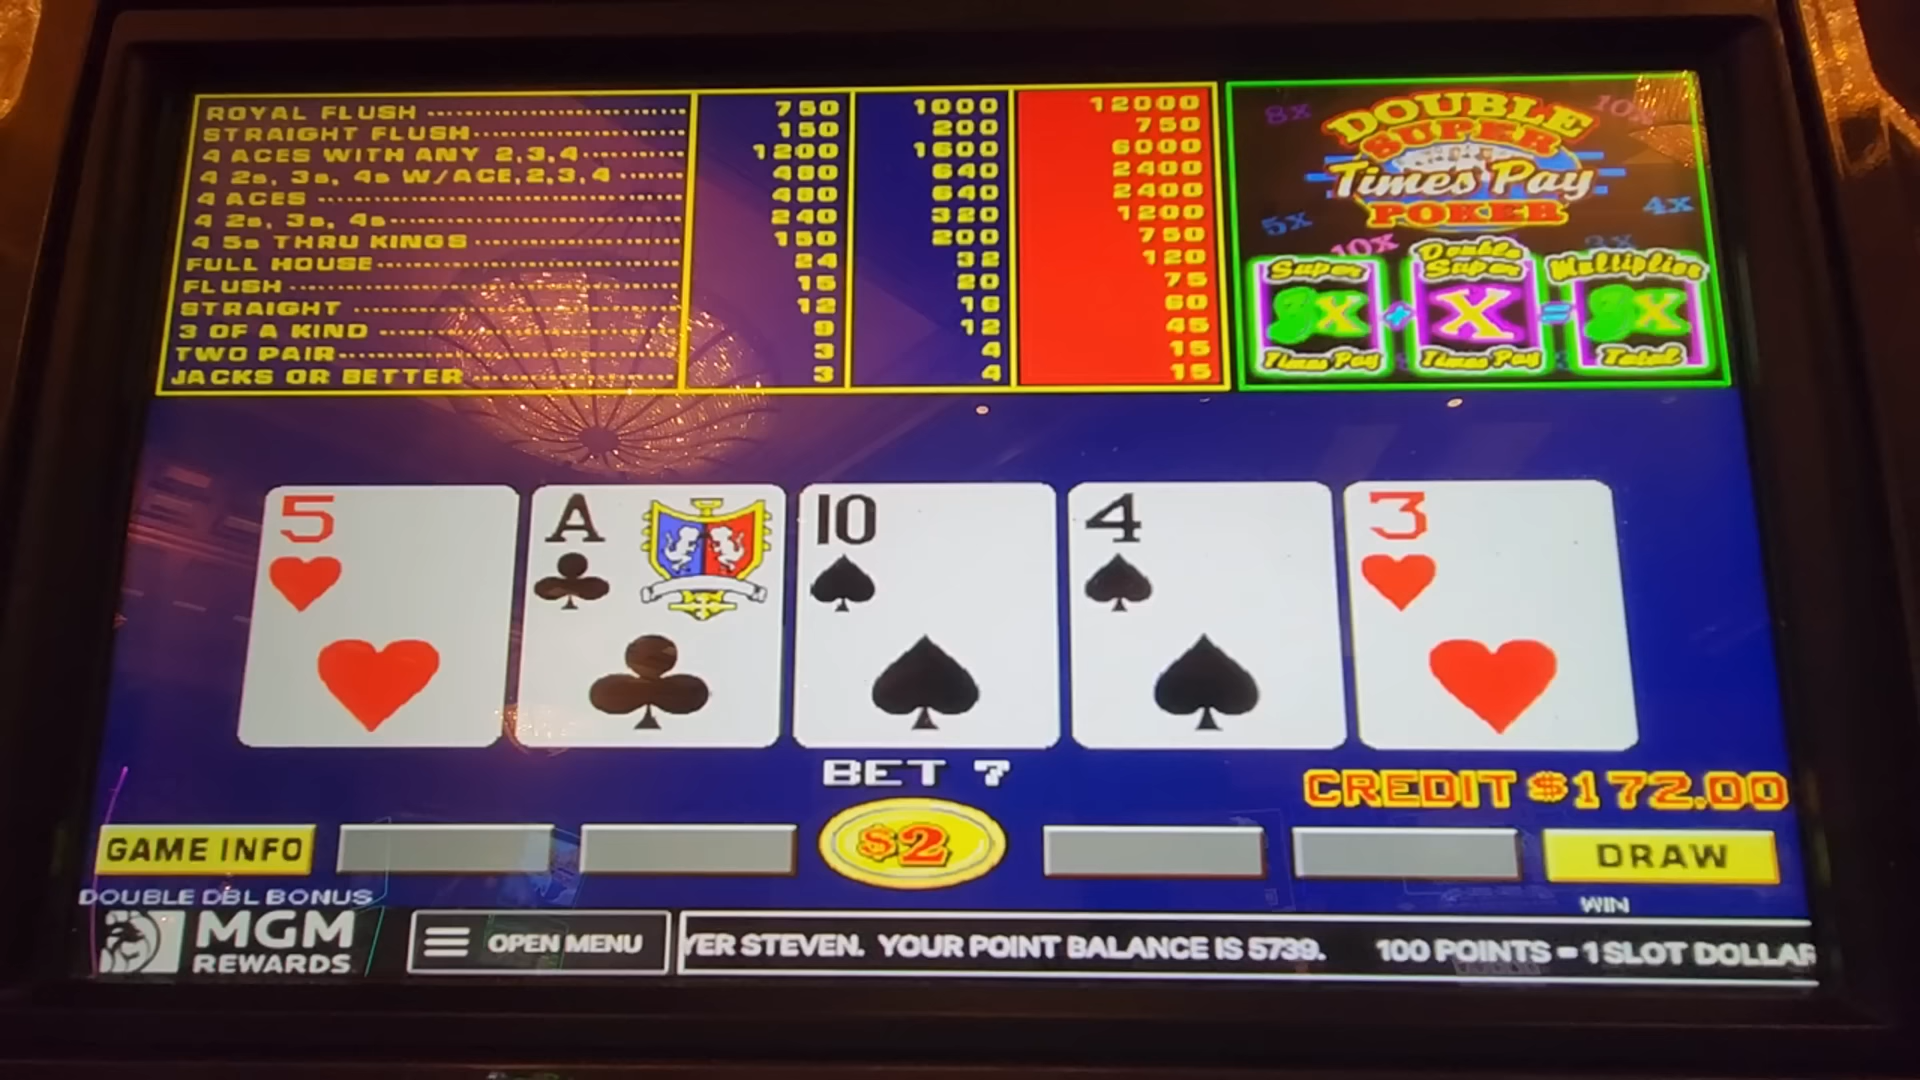 ROYAL FLUSH 750 1000 12000
STRAIGHT FLUSH 150 200 750
4 ACES WITH ANY 2,3,4 1200 1600 6000
4 2s, 3s, 4s W/ACE,2,3,4 480 640 2400
4 ACES 480 640 2400
4 2s, 3s, 4s 240 320 1200
4 5s THRU KINGS 150 200 750
FULL HOUSE 24 32 120
FLUSH 15 20 75
STRAIGHT 12 16 60
3 OF A KIND 9 12 45
TWO PAIR 3 4 15
JACKS OR BETTER 3 4 15
8x 10x
DOUBLE
SUPER
Times Pay
POKER
5x 4x
10x 3x
Super Double Super Multiplier
X
Times Pay Times Pay Total
5 A 10 4 3
BET 7
CREDIT $172.00
GAME INFO $2 DRAW
DOUBLE DBL BONUS WIN
MGM
REWARDS
OPEN MENU
YER STEVEN. YOUR POINT BALANCE IS 5739. 100 POINTS = 1 SLOT DOLLAR